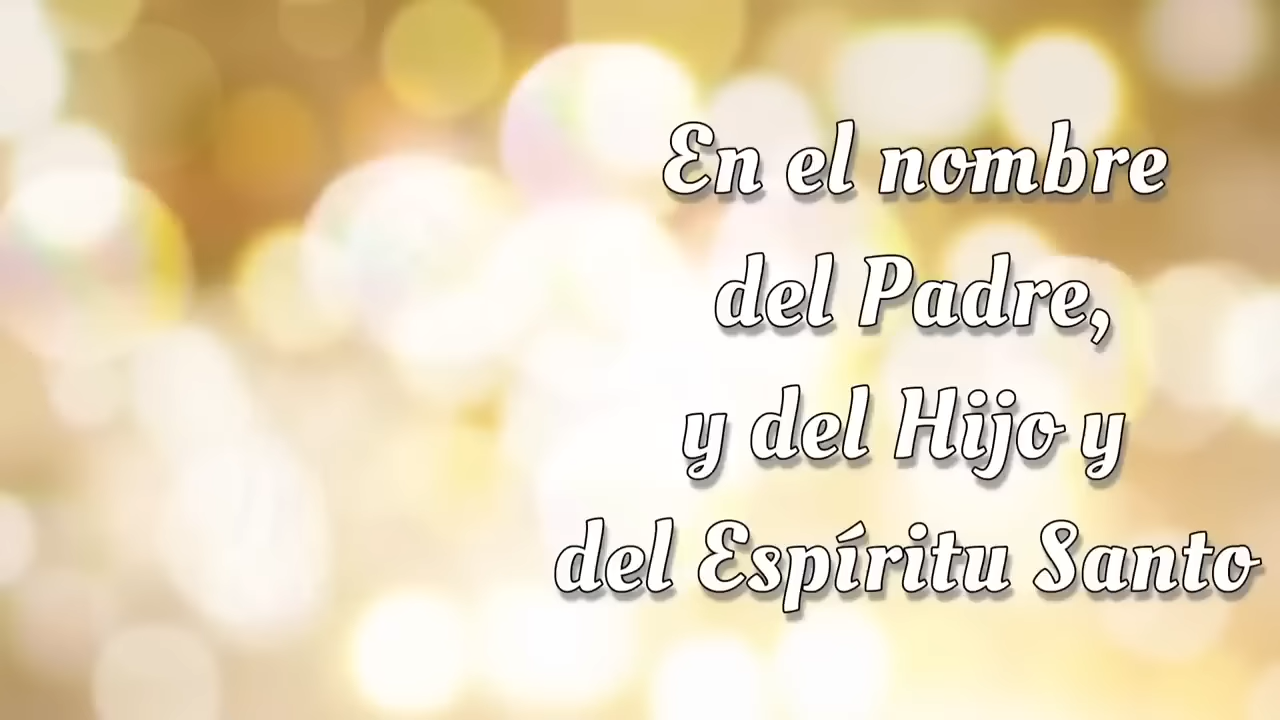 En el nombre
del Padre,
y del Hijo y
del Espíritu Santo